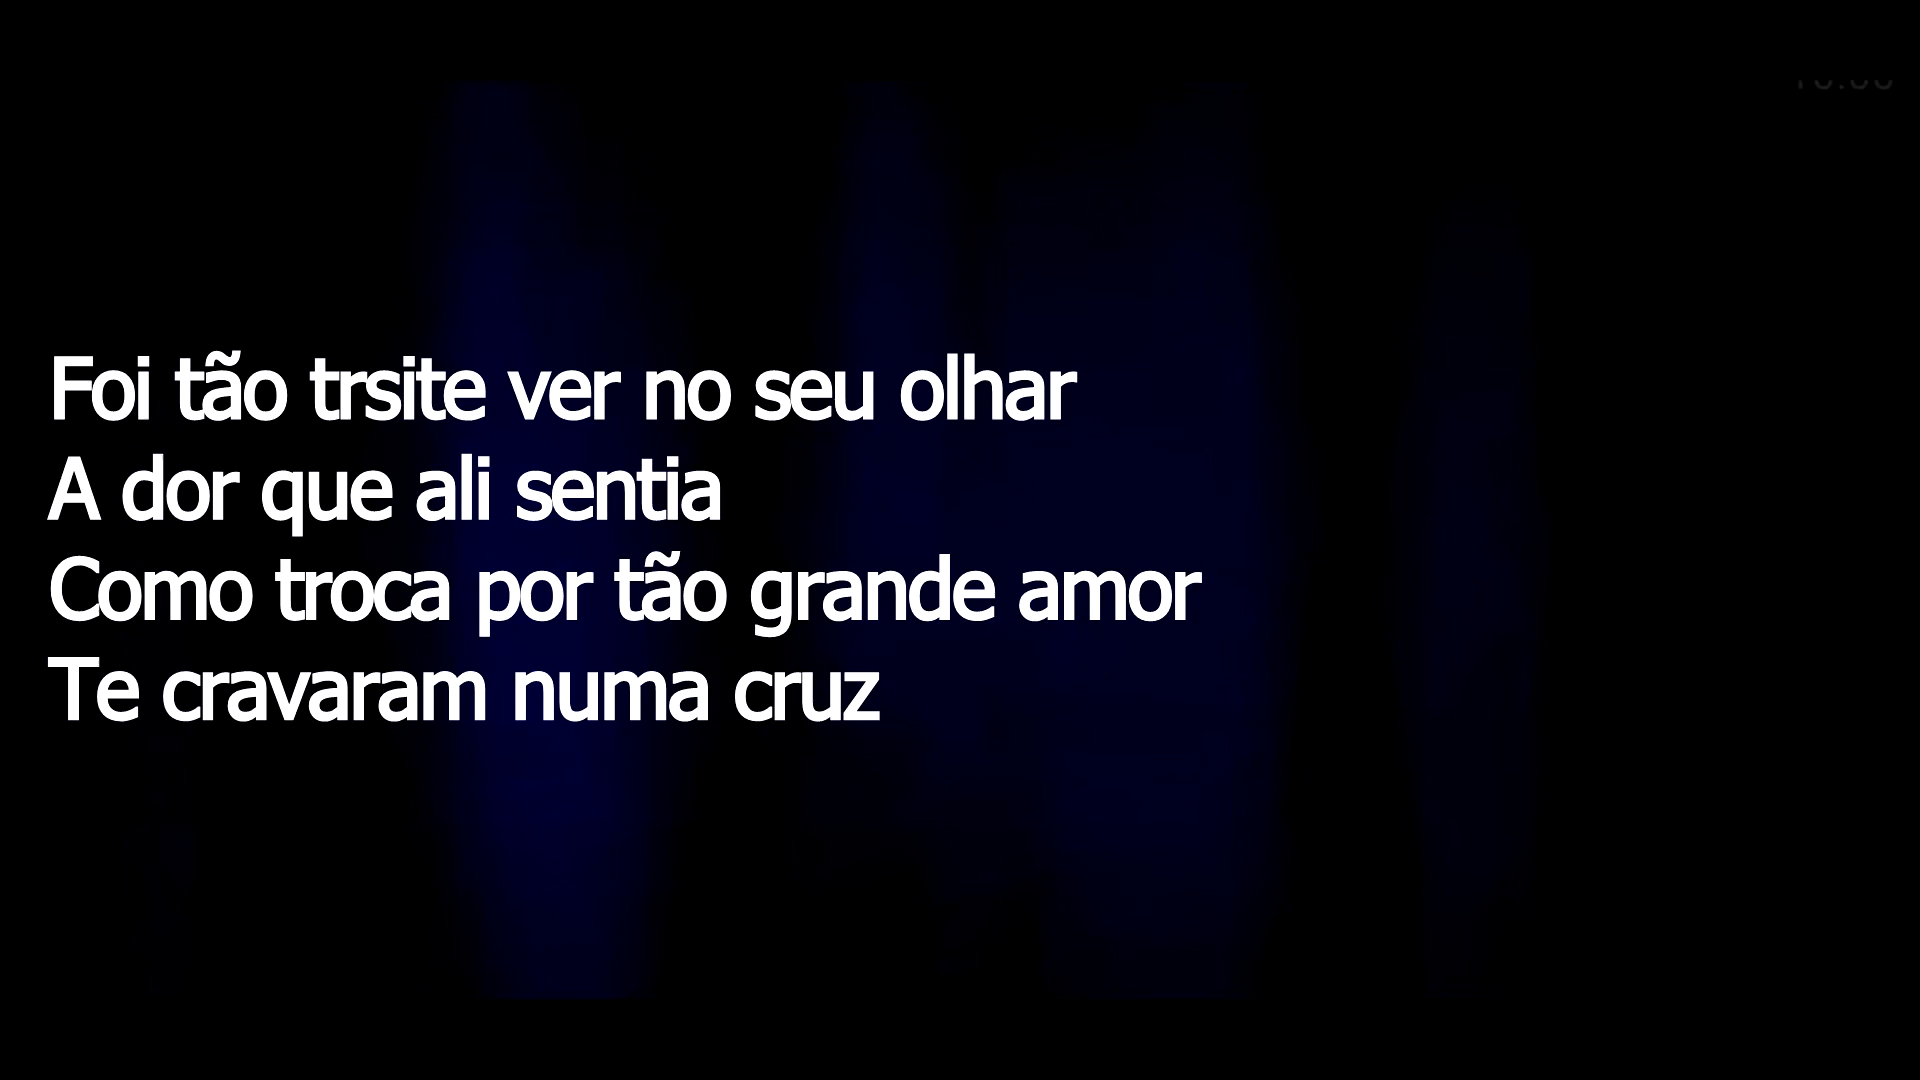 Foi tão trsite ver no seu olhar
A dor que ali sentia
Como troca por tão grande amor
Te cravaram numa cruz